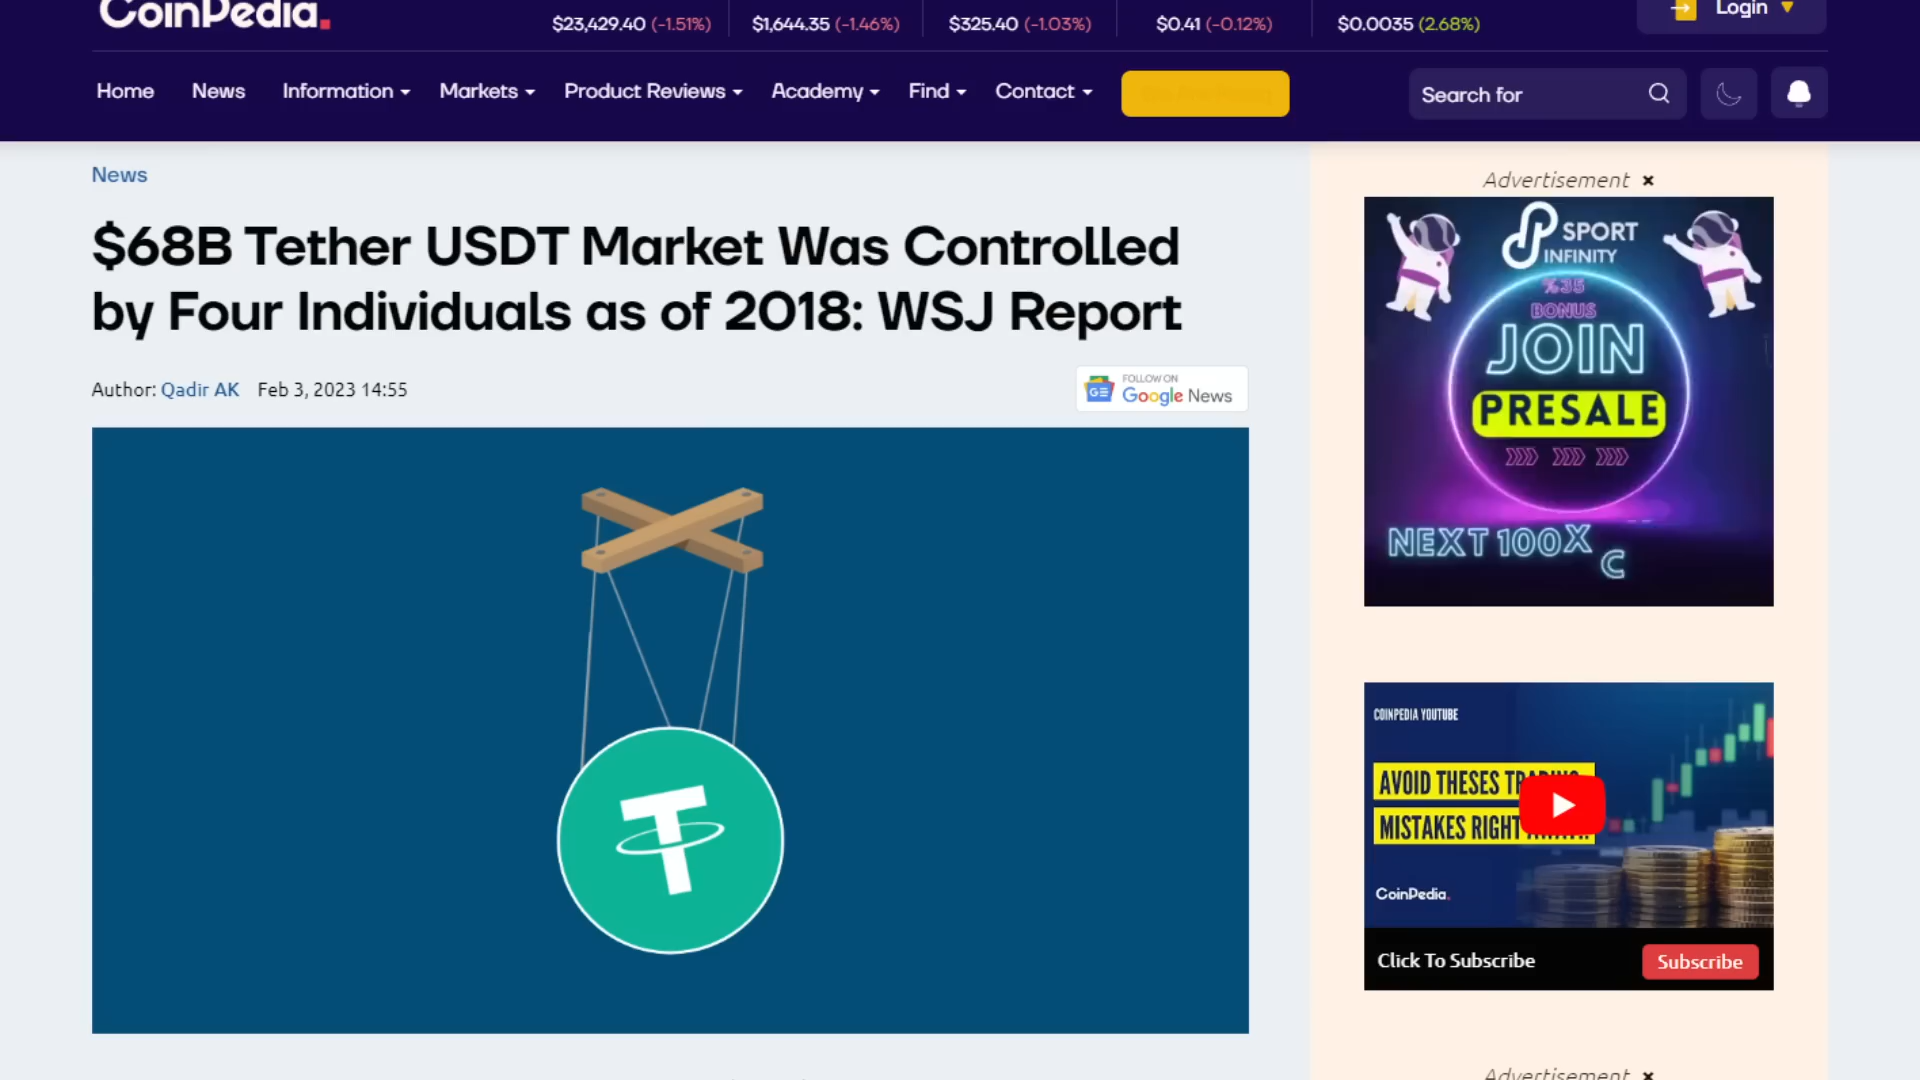 CoinPedia.
$23,429.40 (-1.51%) $1,644.35 (-1.46%) $325.40 (-1.03%) $0.41 (-0.12%) $0.0035 (2.68%)
Login
Home News Information Markets Product Reviews Academy Find Contact
Search for
News
$68B Tether USDT Market Was Controlled
by Four Individuals as of 2018: WSJ Report
Author: Qadir AK Feb 3, 2023 14:55
FOLLOW ON
GE Google News
Advertisement ×
SPORT
INFINITY
%35
BONUS
JOIN
PRESALE
NEXT 100X
C
COINPEDIA YOUTUBE
AVOID THESES TRADING
MISTAKES RIGHT
CoinPedia.
Click To Subscribe
Subscribe
Advertisement ×